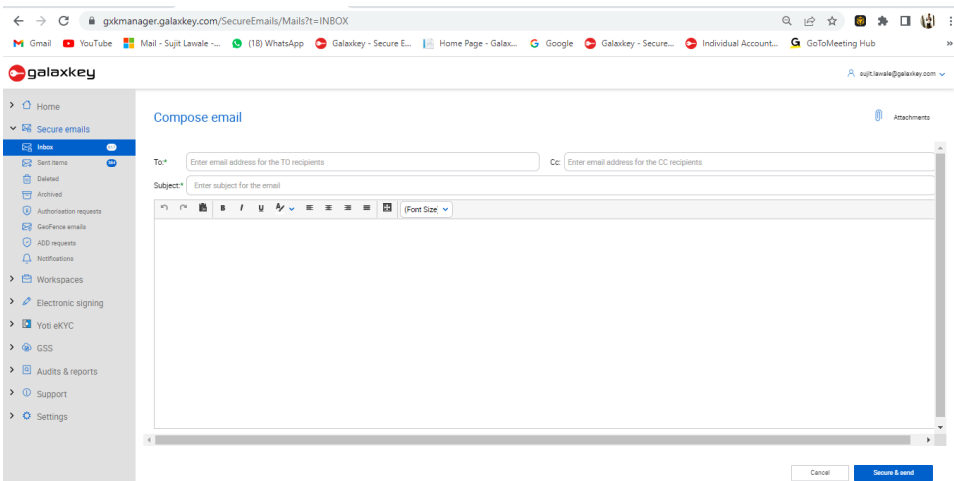 gxkmanager.galaxkey.com/SecureEmails/Mails?t=INBOX
Gmail YouTube Mail - Sujit Lawale -... (18) WhatsApp Galaxkey - Secure E... Home Page - Galax... Google Galaxkey - Secure... Individual Account... GoToMeeting Hub »
galaxkey
sujit.lawale@galaxkey.com
Home
Secure emails
Inbox
Sent items
Deleted
Archived
Authorisation requests
GeoFence emails
ADD requests
Notifications
Workspaces
Electronic signing
Yoti eKYC
GSS
Audits & reports
Support
Settings
Compose email
Attachments
To:* Enter email address for the TO recipients Cc: Enter email address for the CC recipients
Subject:* Enter subject for the email
B I U (Font Size)
Cancel Secure & send